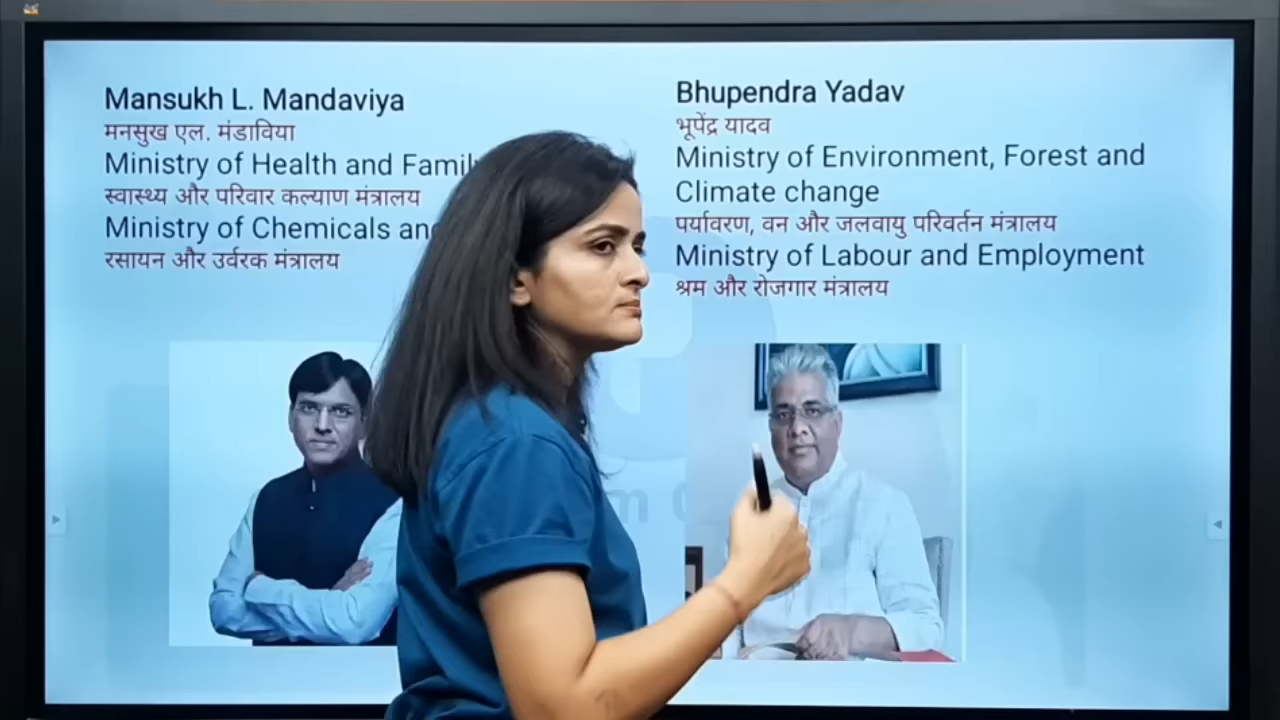 Mansukh L. Mandaviya
मनसुख एल. मंडाविया
Ministry of Health and
स्वास्थ्य और परिवार कल्याण मंत्रालय
Ministry of Chemicals
रसायन और उर्वरक मंत्रालय
Bhupendra Yadav
भूपेंद्र यादव
Ministry of Environment, Forest and
Climate change
पर्यावरण, वन और जलवायु परिवर्तन मंत्रालय
Ministry of Labour and Employment
श्रम और रोजगार मंत्रालय